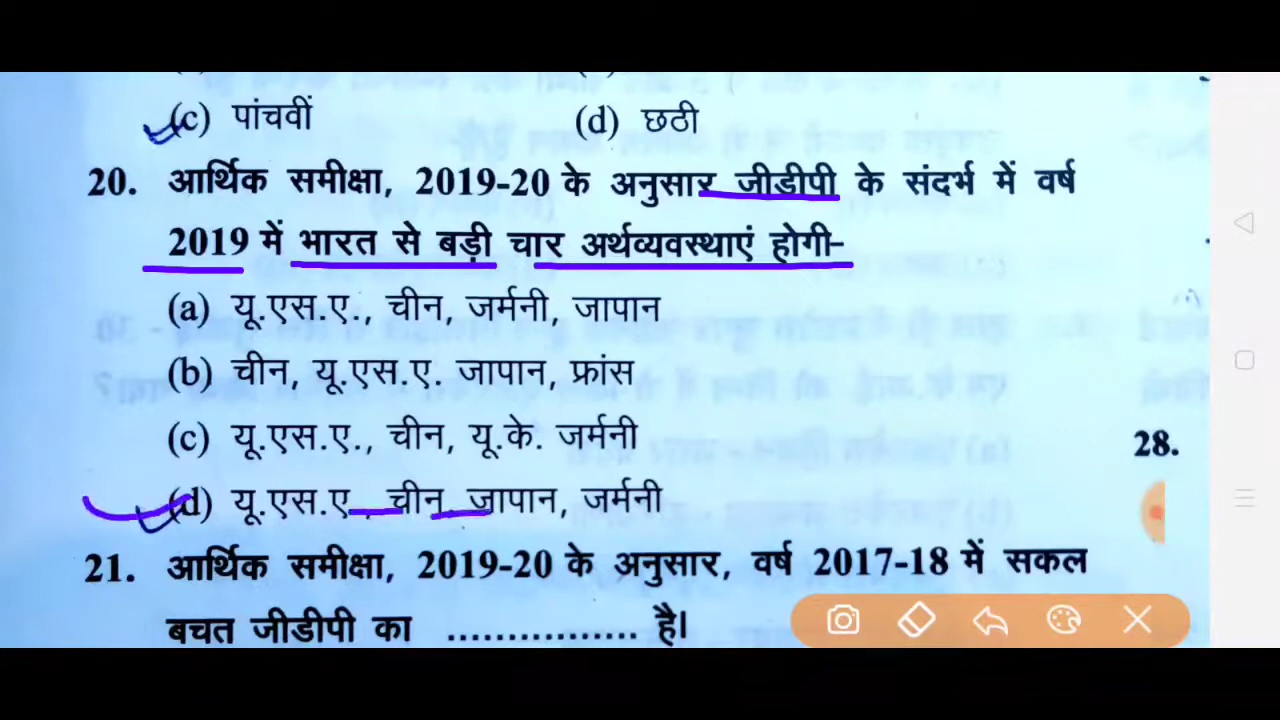 (c) पांचवीं (d) छठी
20. आर्थिक समीक्षा, 2019-20 के अनुसार जीडीपी के संदर्भ में वर्ष
2019 में भारत से बड़ी चार अर्थव्यवस्थाएं होगी-
(a) यू.एस.ए., चीन, जर्मनी, जापान
(b) चीन, यू.एस.ए. जापान, फ्रांस
(c) यू.एस.ए., चीन, यू.के. जर्मनी
(d) यू.एस.ए., चीन, जापान, जर्मनी
21. आर्थिक समीक्षा, 2019-20 के अनुसार, वर्ष 2017-18 में सकल
बचत जीडीपी का ................ है।
28.